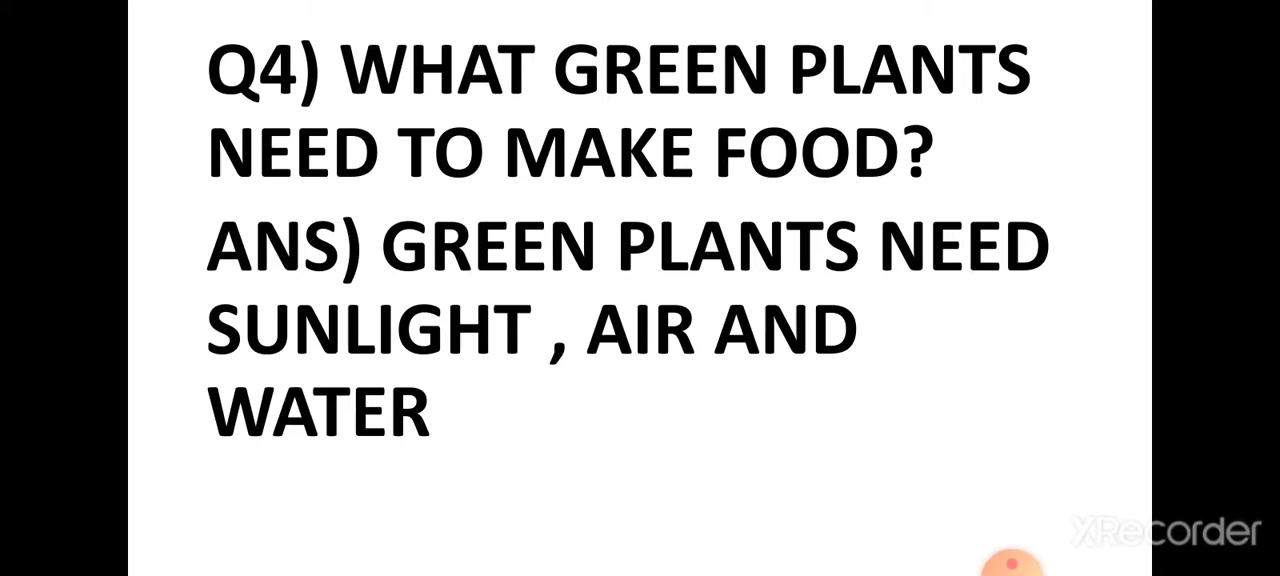 Q4) WHAT GREEN PLANTS
NEED TO MAKE FOOD?
ANS) GREEN PLANTS NEED
SUNLIGHT , AIR AND
WATER
XRecorder